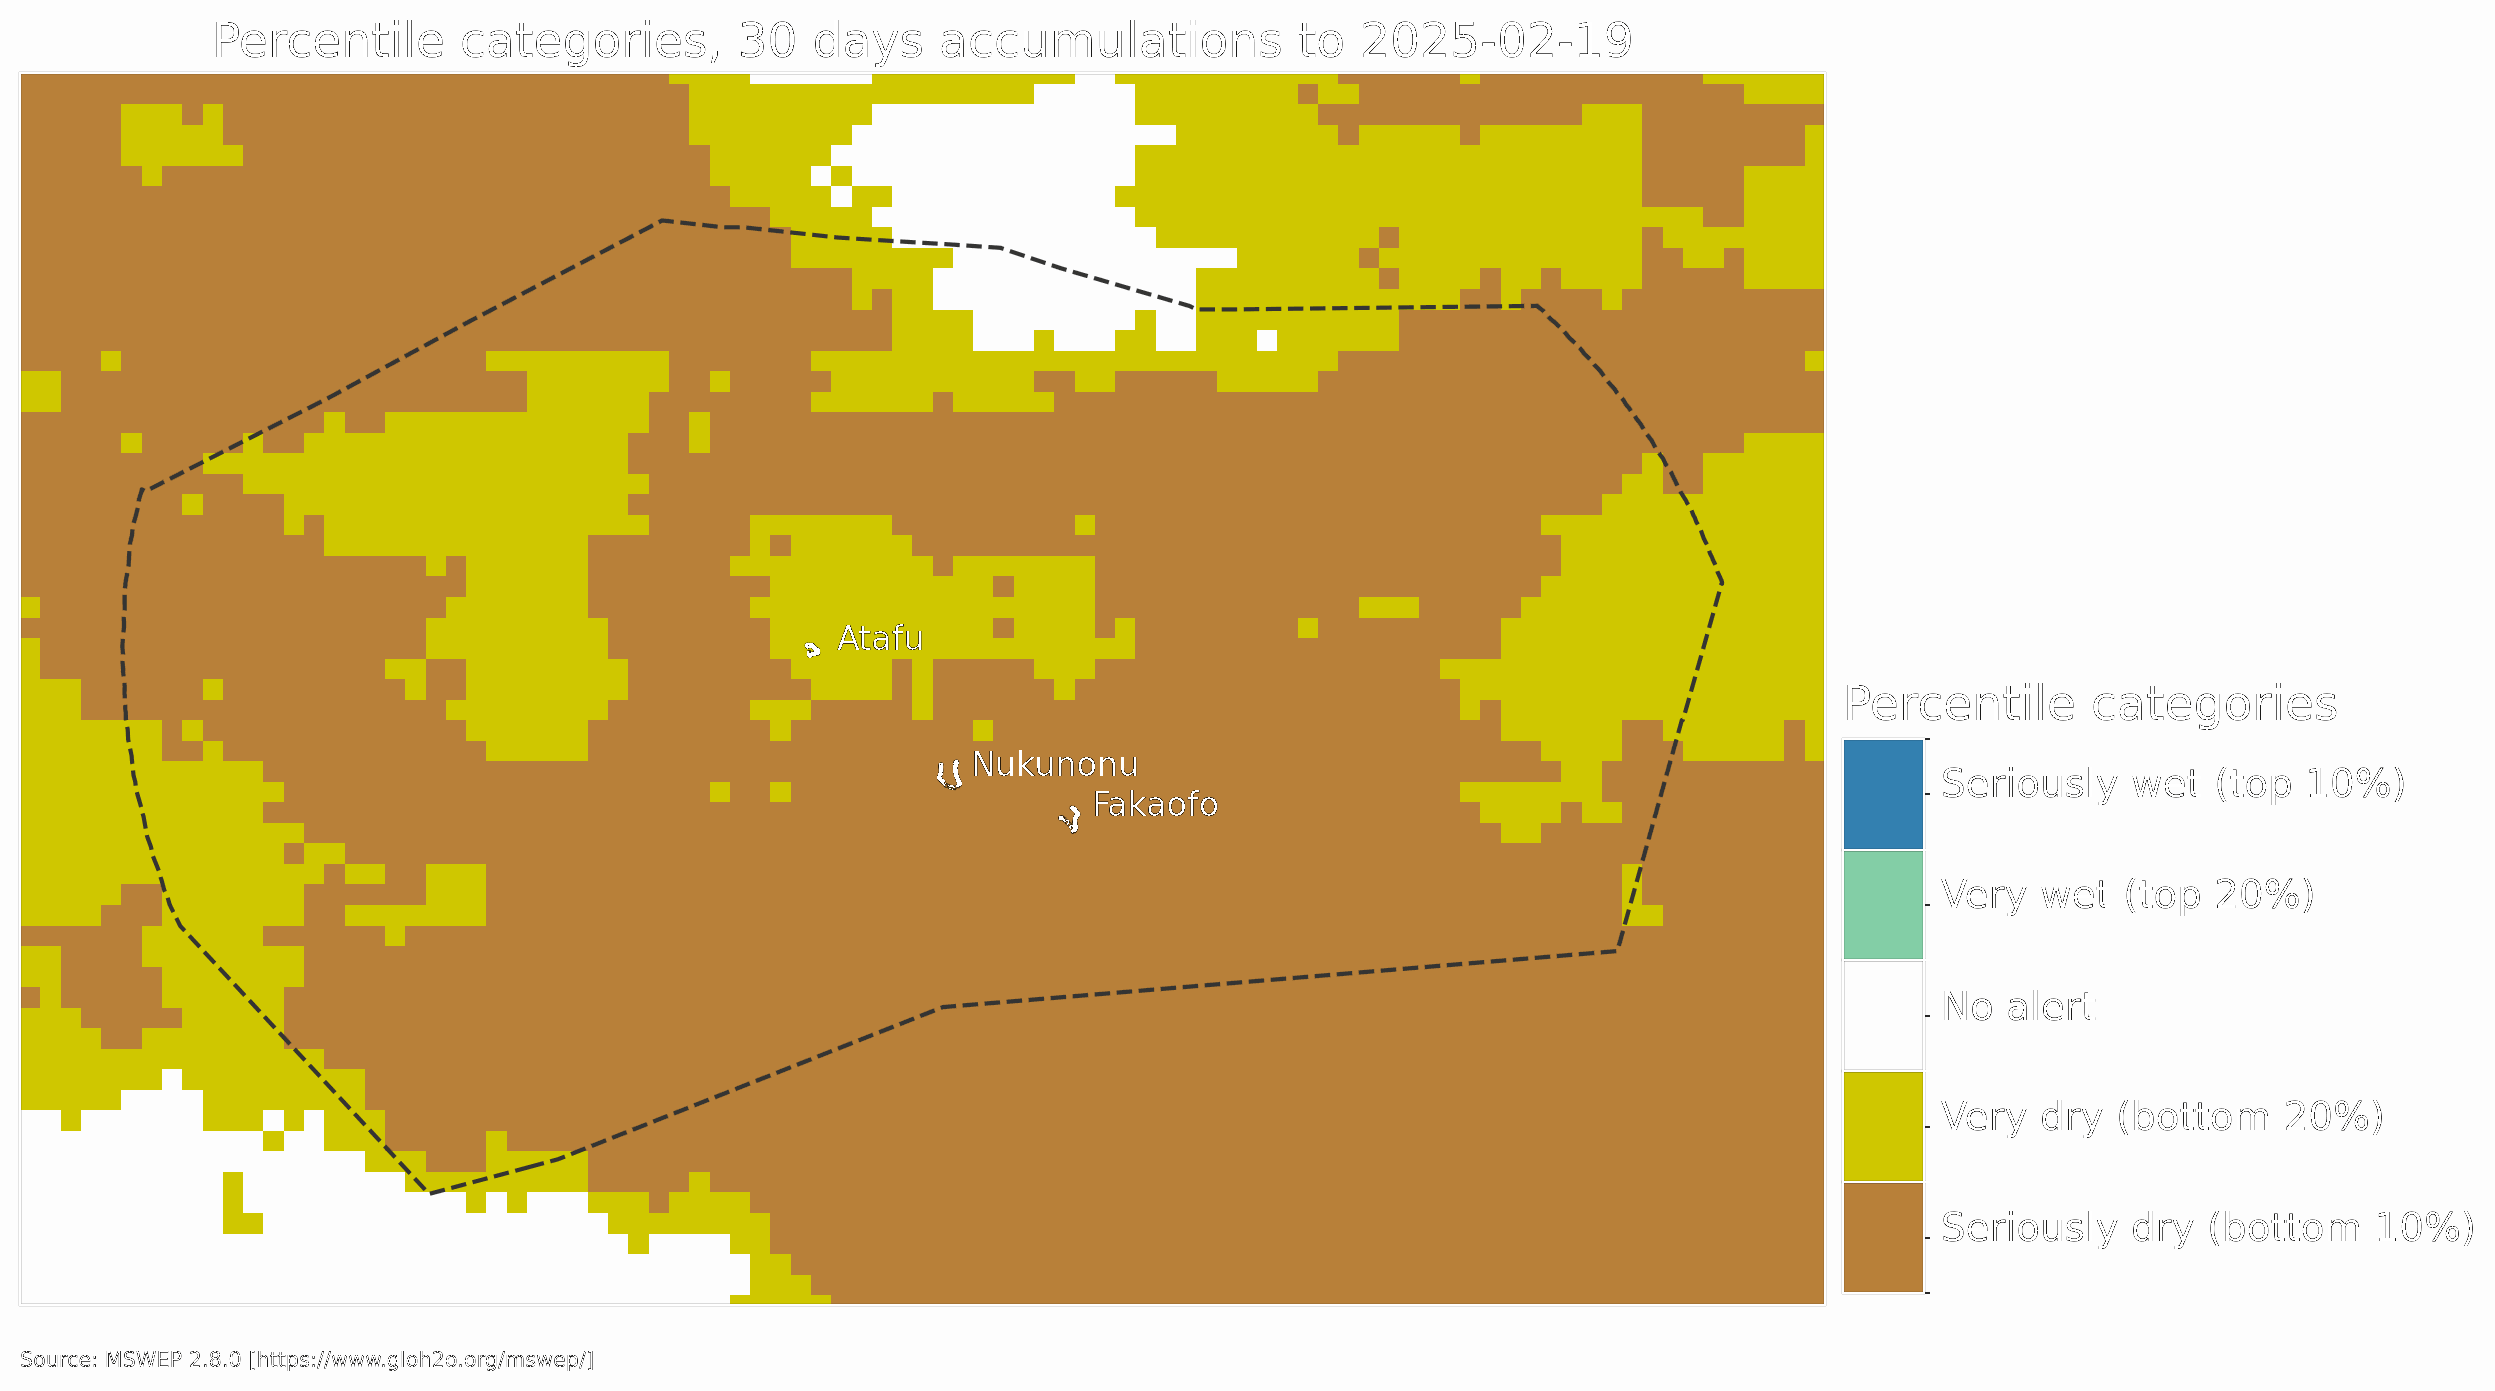 Percentile categories, 30 days accumulations to 2025-02-19
Atafu
Nukunonu
Fakaofo
Percentile categories
Seriously wet (top 10%)
Very wet (top 20%)
No alert
Very dry (bottom 20%)
Seriously dry (bottom 10%)
Source: MSWEP 2.8.0 [https://www.gloh2o.org/mswep/]